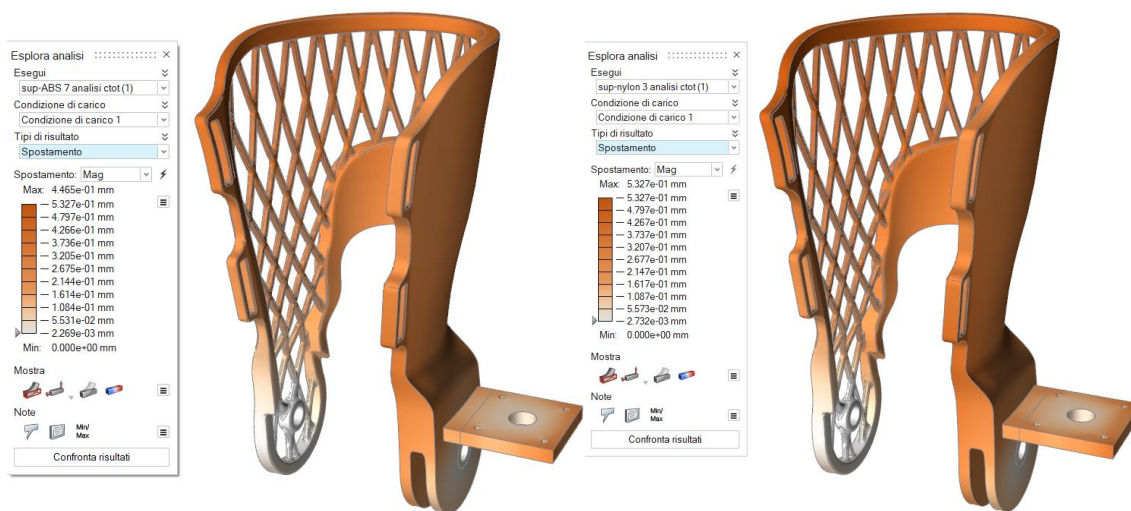 Esplora analisi
Esegui
sup-ABS 7 analisi ctot (1)
Condizione di carico
Condizione di carico 1
Tipi di risultato
Spostamento
Spostamento: Mag
Max: 4.465e-01 mm
5.327e-01 mm
4.797e-01 mm
4.266e-01 mm
3.736e-01 mm
3.205e-01 mm
2.675e-01 mm
2.144e-01 mm
1.614e-01 mm
1.084e-01 mm
5.531e-02 mm
2.269e-03 mm
Min: 0.000e+00 mm
Mostra
Note
Min/
Max
Confronta risultati
Esplora analisi
Esegui
sup-nylon 3 analisi ctot (1)
Condizione di carico
Condizione di carico 1
Tipi di risultato
Spostamento
Spostamento: Mag
Max: 5.327e-01 mm
5.327e-01 mm
4.797e-01 mm
4.267e-01 mm
3.737e-01 mm
3.207e-01 mm
2.677e-01 mm
2.147e-01 mm
1.617e-01 mm
1.087e-01 mm
5.573e-02 mm
2.732e-03 mm
Min: 0.000e+00 mm
Mostra
Note
Min/
Max
Confronta risultati